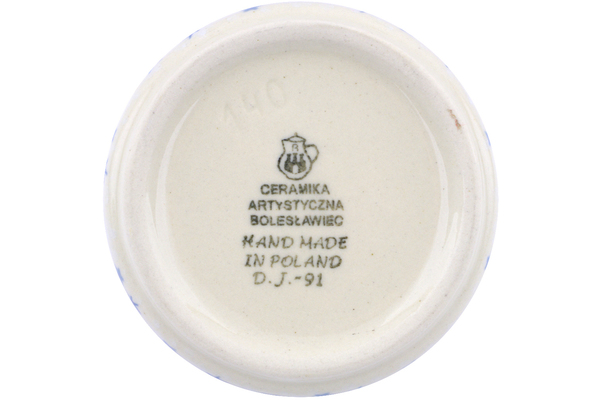 140
B
CERAMIKA
ARTYSTYCZNA
BOLESŁAWIEC
HAND MADE
IN POLAND
D.J.-91